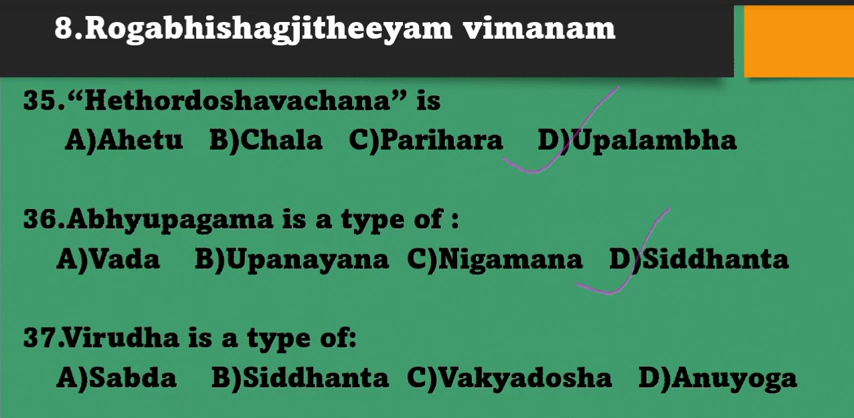 8.Rogabhishagjitheeyam vimanam
35.“Hethordoshavachana” is
A)Ahetu B)Chala C)Parihara D)Upalambha
36.Abhyupagama is a type of :
A)Vada B)Upanayana C)Nigamana D)Siddhanta
37.Virudha is a type of:
A)Sabda B)Siddhanta C)Vakyadosha D)Anuyoga